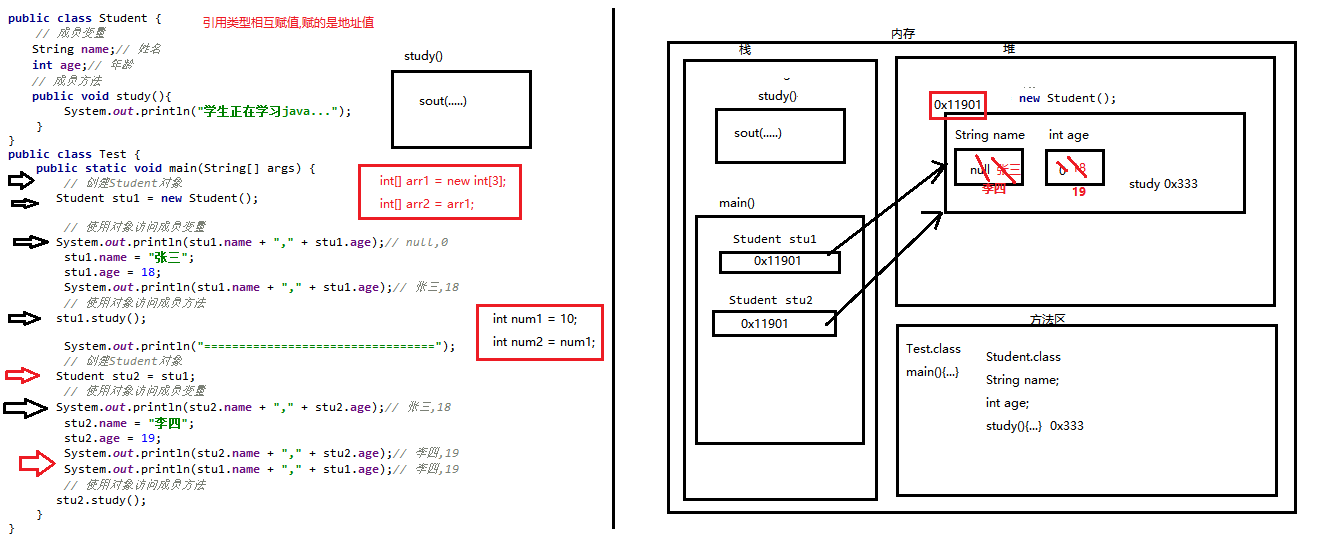 public class Student {
引用类型相互赋值,赋的是地址值
// 成员变量
String name;// 姓名
int age;// 年龄
// 成员方法
public void study(){
System.out.println("学生正在学习java...");
}
}
public class Test {
public static void main(String[] args) {
// 创建Student对象
Student stu1 = new Student();
// 使用对象访问成员变量
System.out.println(stu1.name + "," + stu1.age);// null,0
stu1.name = "张三";
stu1.age = 18;
System.out.println(stu1.name + "," + stu1.age);// 张三,18
// 使用对象访问成员方法
stu1.study();
System.out.println("=================================");
// 创建Student对象
Student stu2 = stu1;
// 使用对象访问成员变量
System.out.println(stu2.name + "," + stu2.age);// 张三,18
stu2.name = "李四";
stu2.age = 19;
System.out.println(stu2.name + "," + stu2.age);// 李四,19
System.out.println(stu1.name + "," + stu1.age);// 李四,19
// 使用对象访问成员方法
stu2.study();
}
}
study()
sout(.....)
int[] arr1 = new int[3];
int[] arr2 = arr1;
int num1 = 10;
int num2 = num1;
内存
栈
study()
sout(.....)
main()
Student stu1
0x11901
Student stu2
0x11901
堆
new Student();
0x11901
String name
int age
null 张三
0 18
李四
19
study 0x333
方法区
Test.class
main(){...}
Student.class
String name;
int age;
study(){...} 0x333